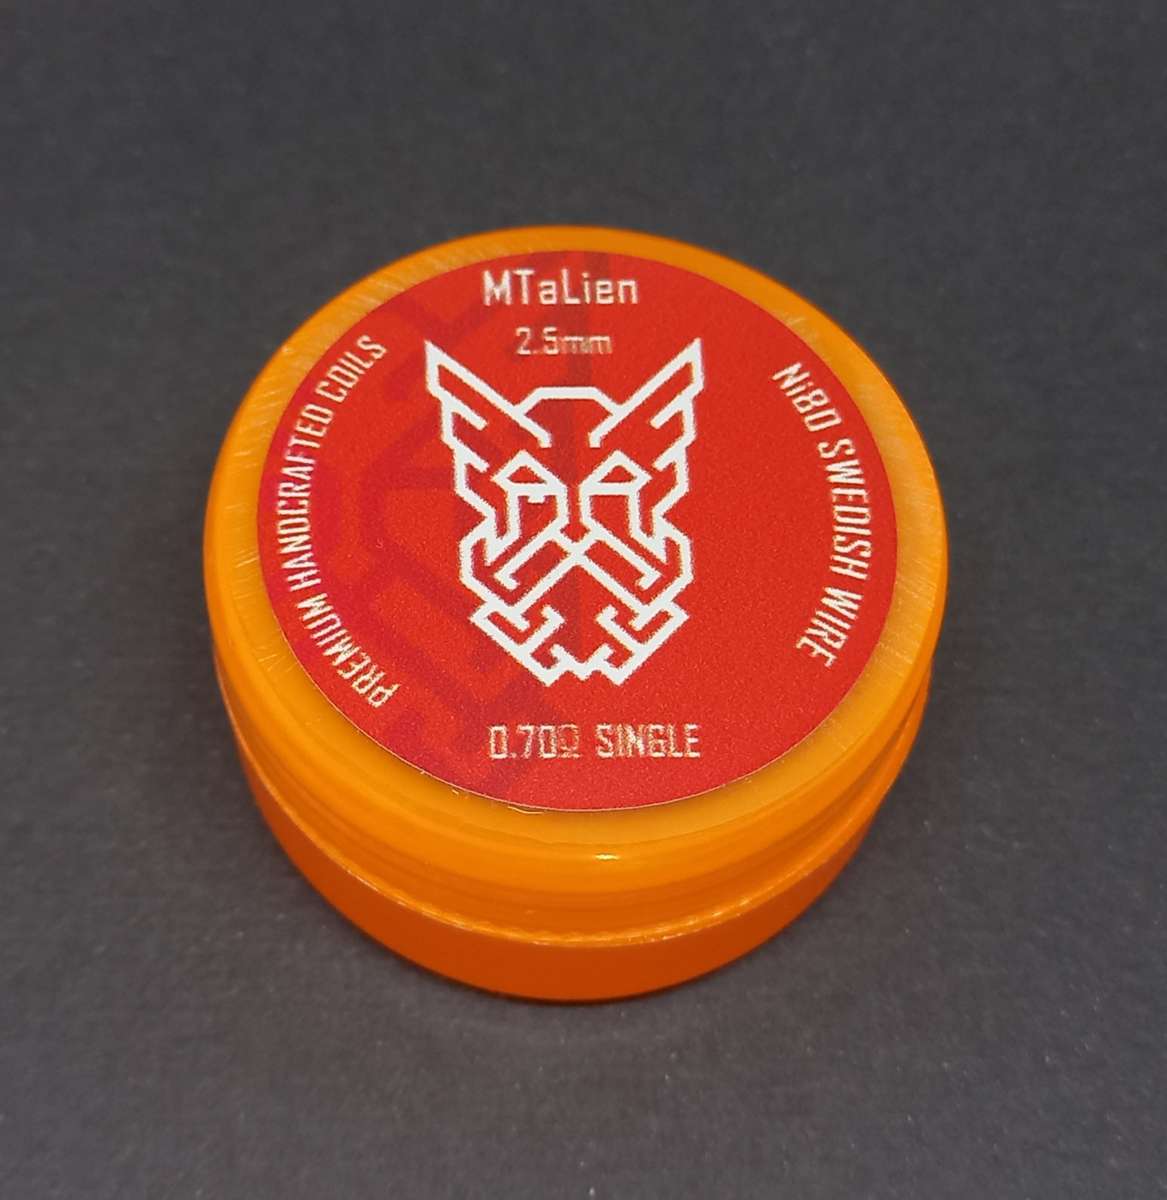 MTaLien
2.5mm
PREMIUM HANDCRAFTED COILS
Ni80 SWEDISH WIRE
0.70Ω SINGLE